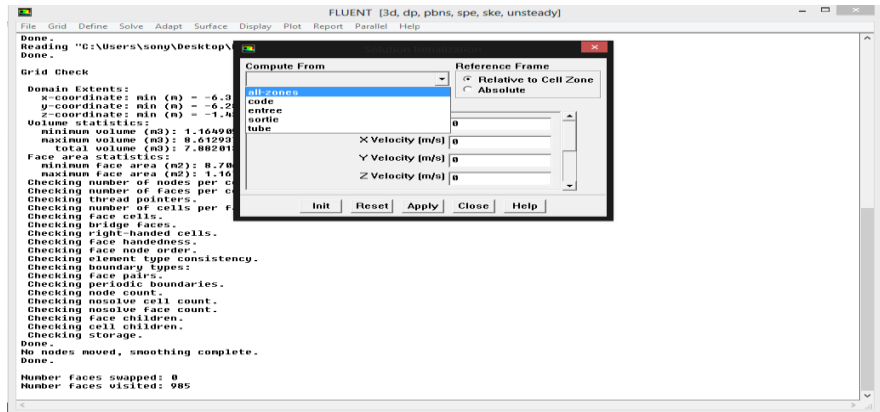 FLUENT [3d, dp, pbns, spe, ske, unsteady]
File Grid Define Solve Adapt Surface Display Plot Report Parallel Help
Done.
Reading "C:\Users\sony\Desktop\
Done.
Grid Check
Domain Extents:
x-coordinate: min (m) = -6.3
y-coordinate: min (m) = -6.2
z-coordinate: min (m) = -1.4
Volume statistics:
minimum volume (m3): 1.1649
maximum volume (m3): 8.6129
total volume (m3): 7.8820
Face area statistics:
minimum face area (m2): 8.70
maximum face area (m2): 1.16
Checking number of nodes per c
Checking number of faces per c
Checking thread pointers.
Checking number of cells per f
Checking face cells.
Checking bridge faces.
Checking right-handed cells.
Checking face handedness.
Checking face node order.
Checking element type consistency.
Checking boundary types:
Checking face pairs.
Checking periodic boundaries.
Checking node count.
Checking nosolve cell count.
Checking nosolve face count.
Checking face children.
Checking cell children.
Checking storage.
Done.
No nodes moved, smoothing complete.
Done.
Number faces swapped: 0
Number faces visited: 985
Solution Initialization
Compute From
all-zones
code
entree
sortie
tube
Reference Frame
Relative to Cell Zone
Absolute
0
X Velocity (m/s) 0
Y Velocity (m/s) 0
Z Velocity (m/s) 0
Init Reset Apply Close Help